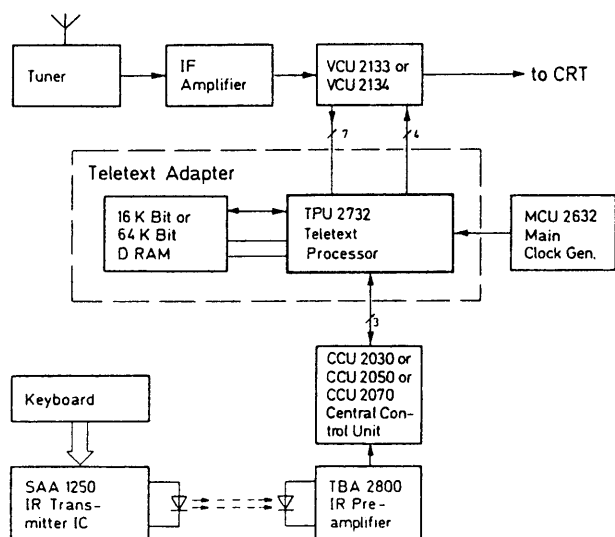 Tuner
IF
Amplifier
VCU 2133 or
VCU 2134
to CRT
7
4
Teletext Adapter
16 K Bit or
64 K Bit
D RAM
TPU 2732
Teletext
Processor
MCU 2632
Main
Clock Gen.
3
CCU 2030 or
CCU 2050 or
CCU 2070
Central Con-
trol Unit
Keyboard
SAA 1250
IR Trans-
mitter IC
TBA 2800
IR Pre-
amplifier